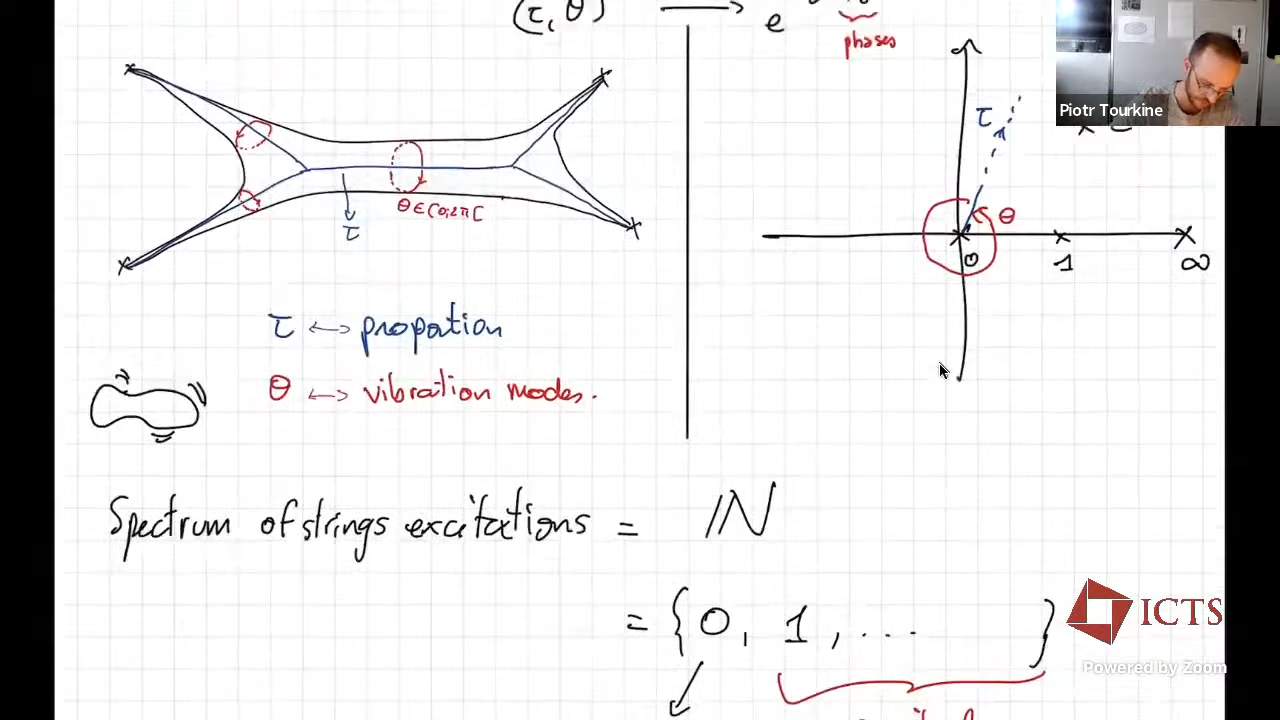 (τ, θ) ⟶ e
phases
Piotr Tourkine
τ
θ
θ ∈ [0, 2π[
τ
0
1
∞
τ ↔ propation
θ ↔ vibration modes.
Spectrum of strings excitations = ℕ
= { 0, 1, ... }
ICTS
Powered by Zoom